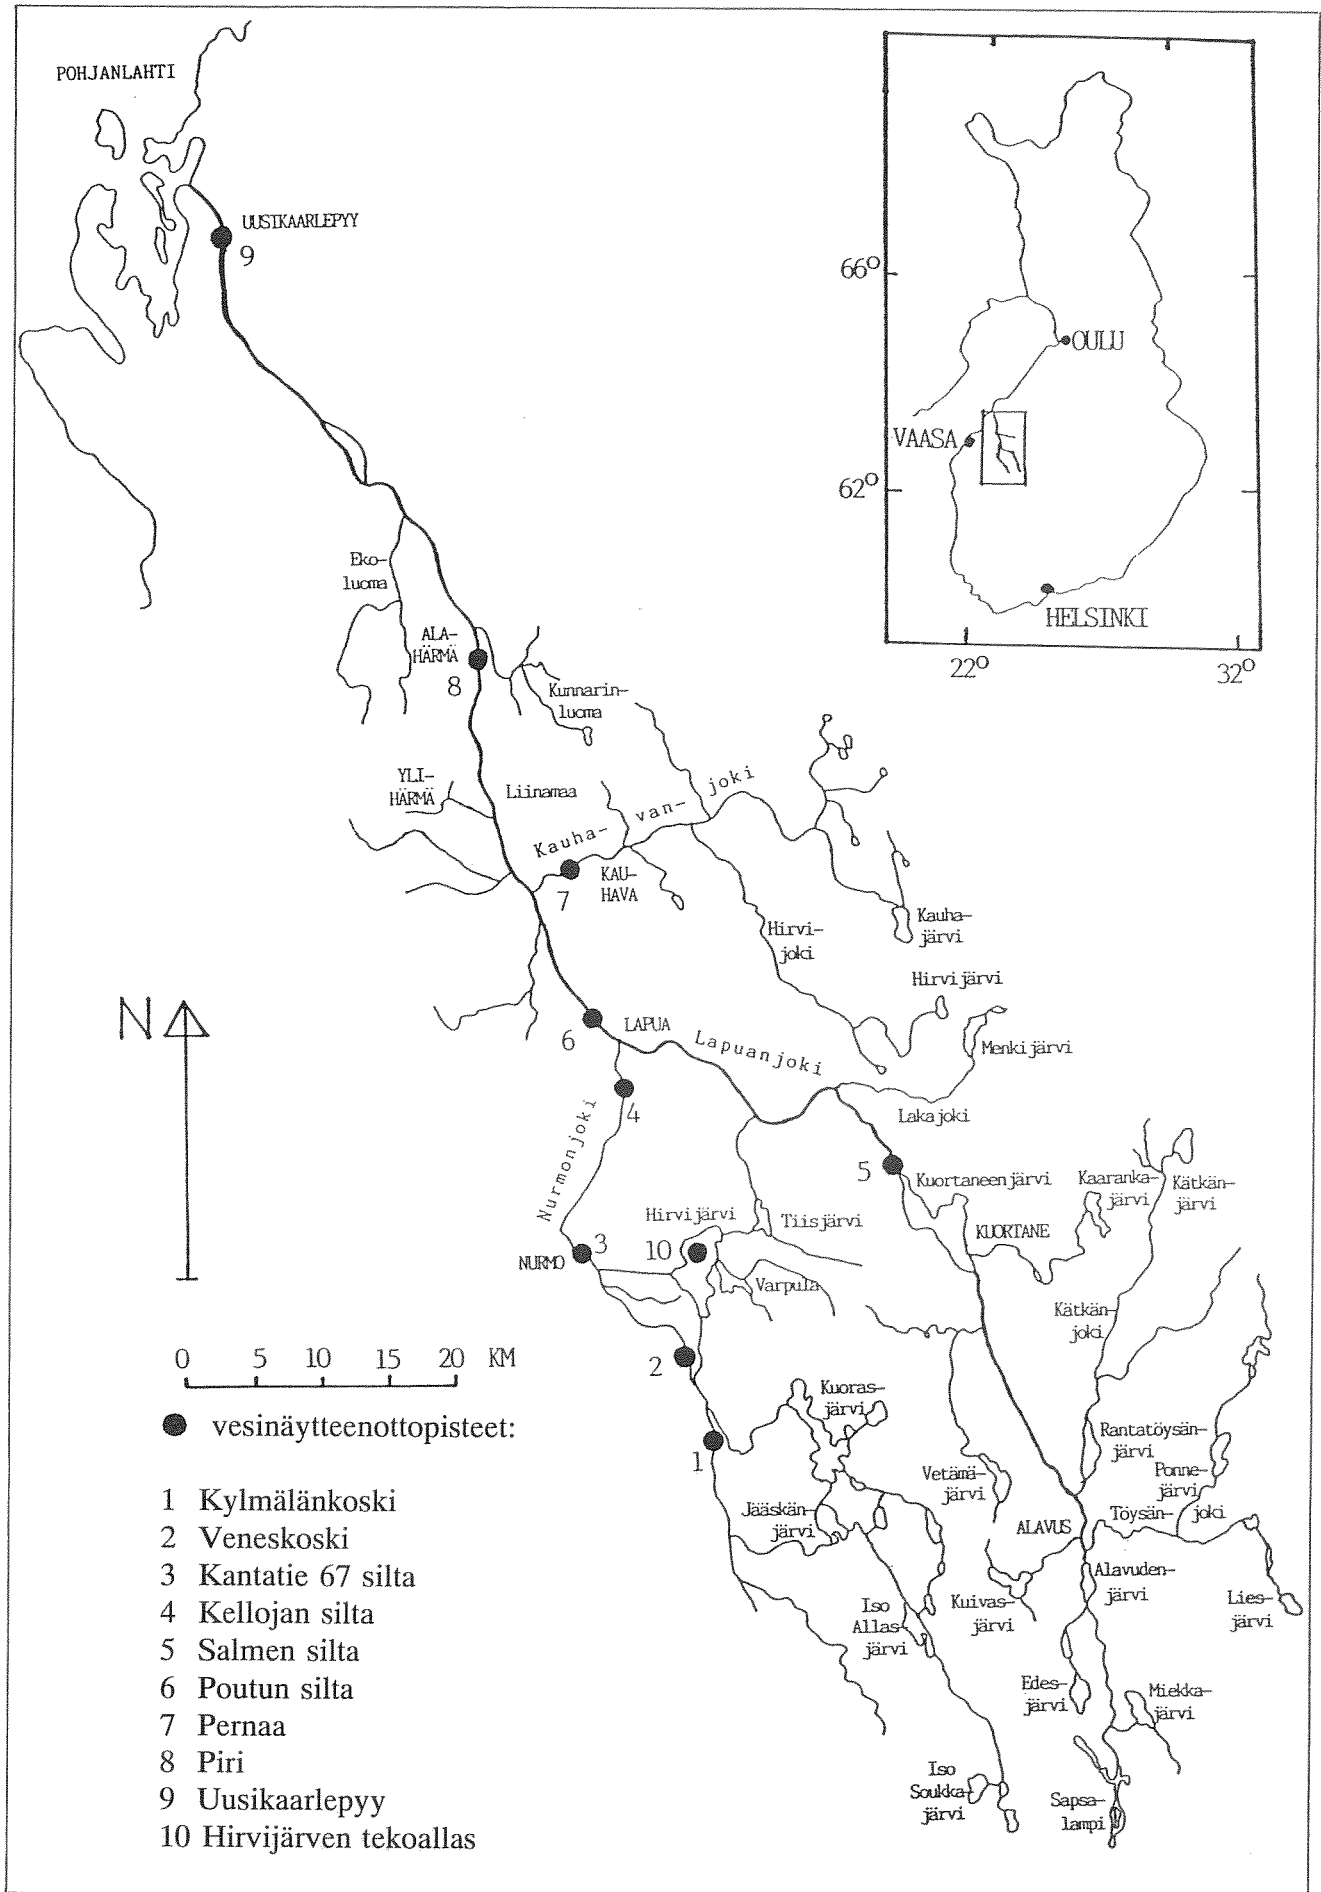 POHJANLAHTI
UUSIKAARLEPYY
9
66°
OULU
VAASA
62°
HELSINKI
22°
32°
Eko-
luoma
ALA-
HÄRMÄ
8
Kunnarin-
luoma
YLI-
HÄRMÄ
Liinamaa
Kauha-van-joki
7
KAU-
HAVA
Hirvi-
joki
Kauha-
järvi
Hirvijärvi
N
6
LAPUA
Lapuanjoki
Menkijärvi
4
Lakajoki
Nurmonjoki
5
Kuortaneenjärvi
Kaaranka-
järvi
Kätkän-
järvi
Hirvijärvi
Tiisjärvi
KUORTANE
NURMO
3
10
Varpula
Kätkän-
joki
0 5 10 15 20 KM
2
Kuoras-
järvi
1
Rantatöysän-
järvi
Ponne-
järvi
Vetämä-
järvi
Jääskän-
järvi
ALAVUS
Töysän-joki
Alavuden-
järvi
Kuivas-
järvi
Lies-
järvi
Iso
Allas-
järvi
Edes-
järvi
Miekka-
järvi
Iso
Soukka-
järvi
Sapsa-
lampi
vesinäytteenottopisteet:
1 Kylmälänkoski
2 Veneskoski
3 Kantatie 67 silta
4 Kellojan silta
5 Salmen silta
6 Poutun silta
7 Pernaa
8 Piri
9 Uusikaarlepyy
10 Hirvijärven tekoallas